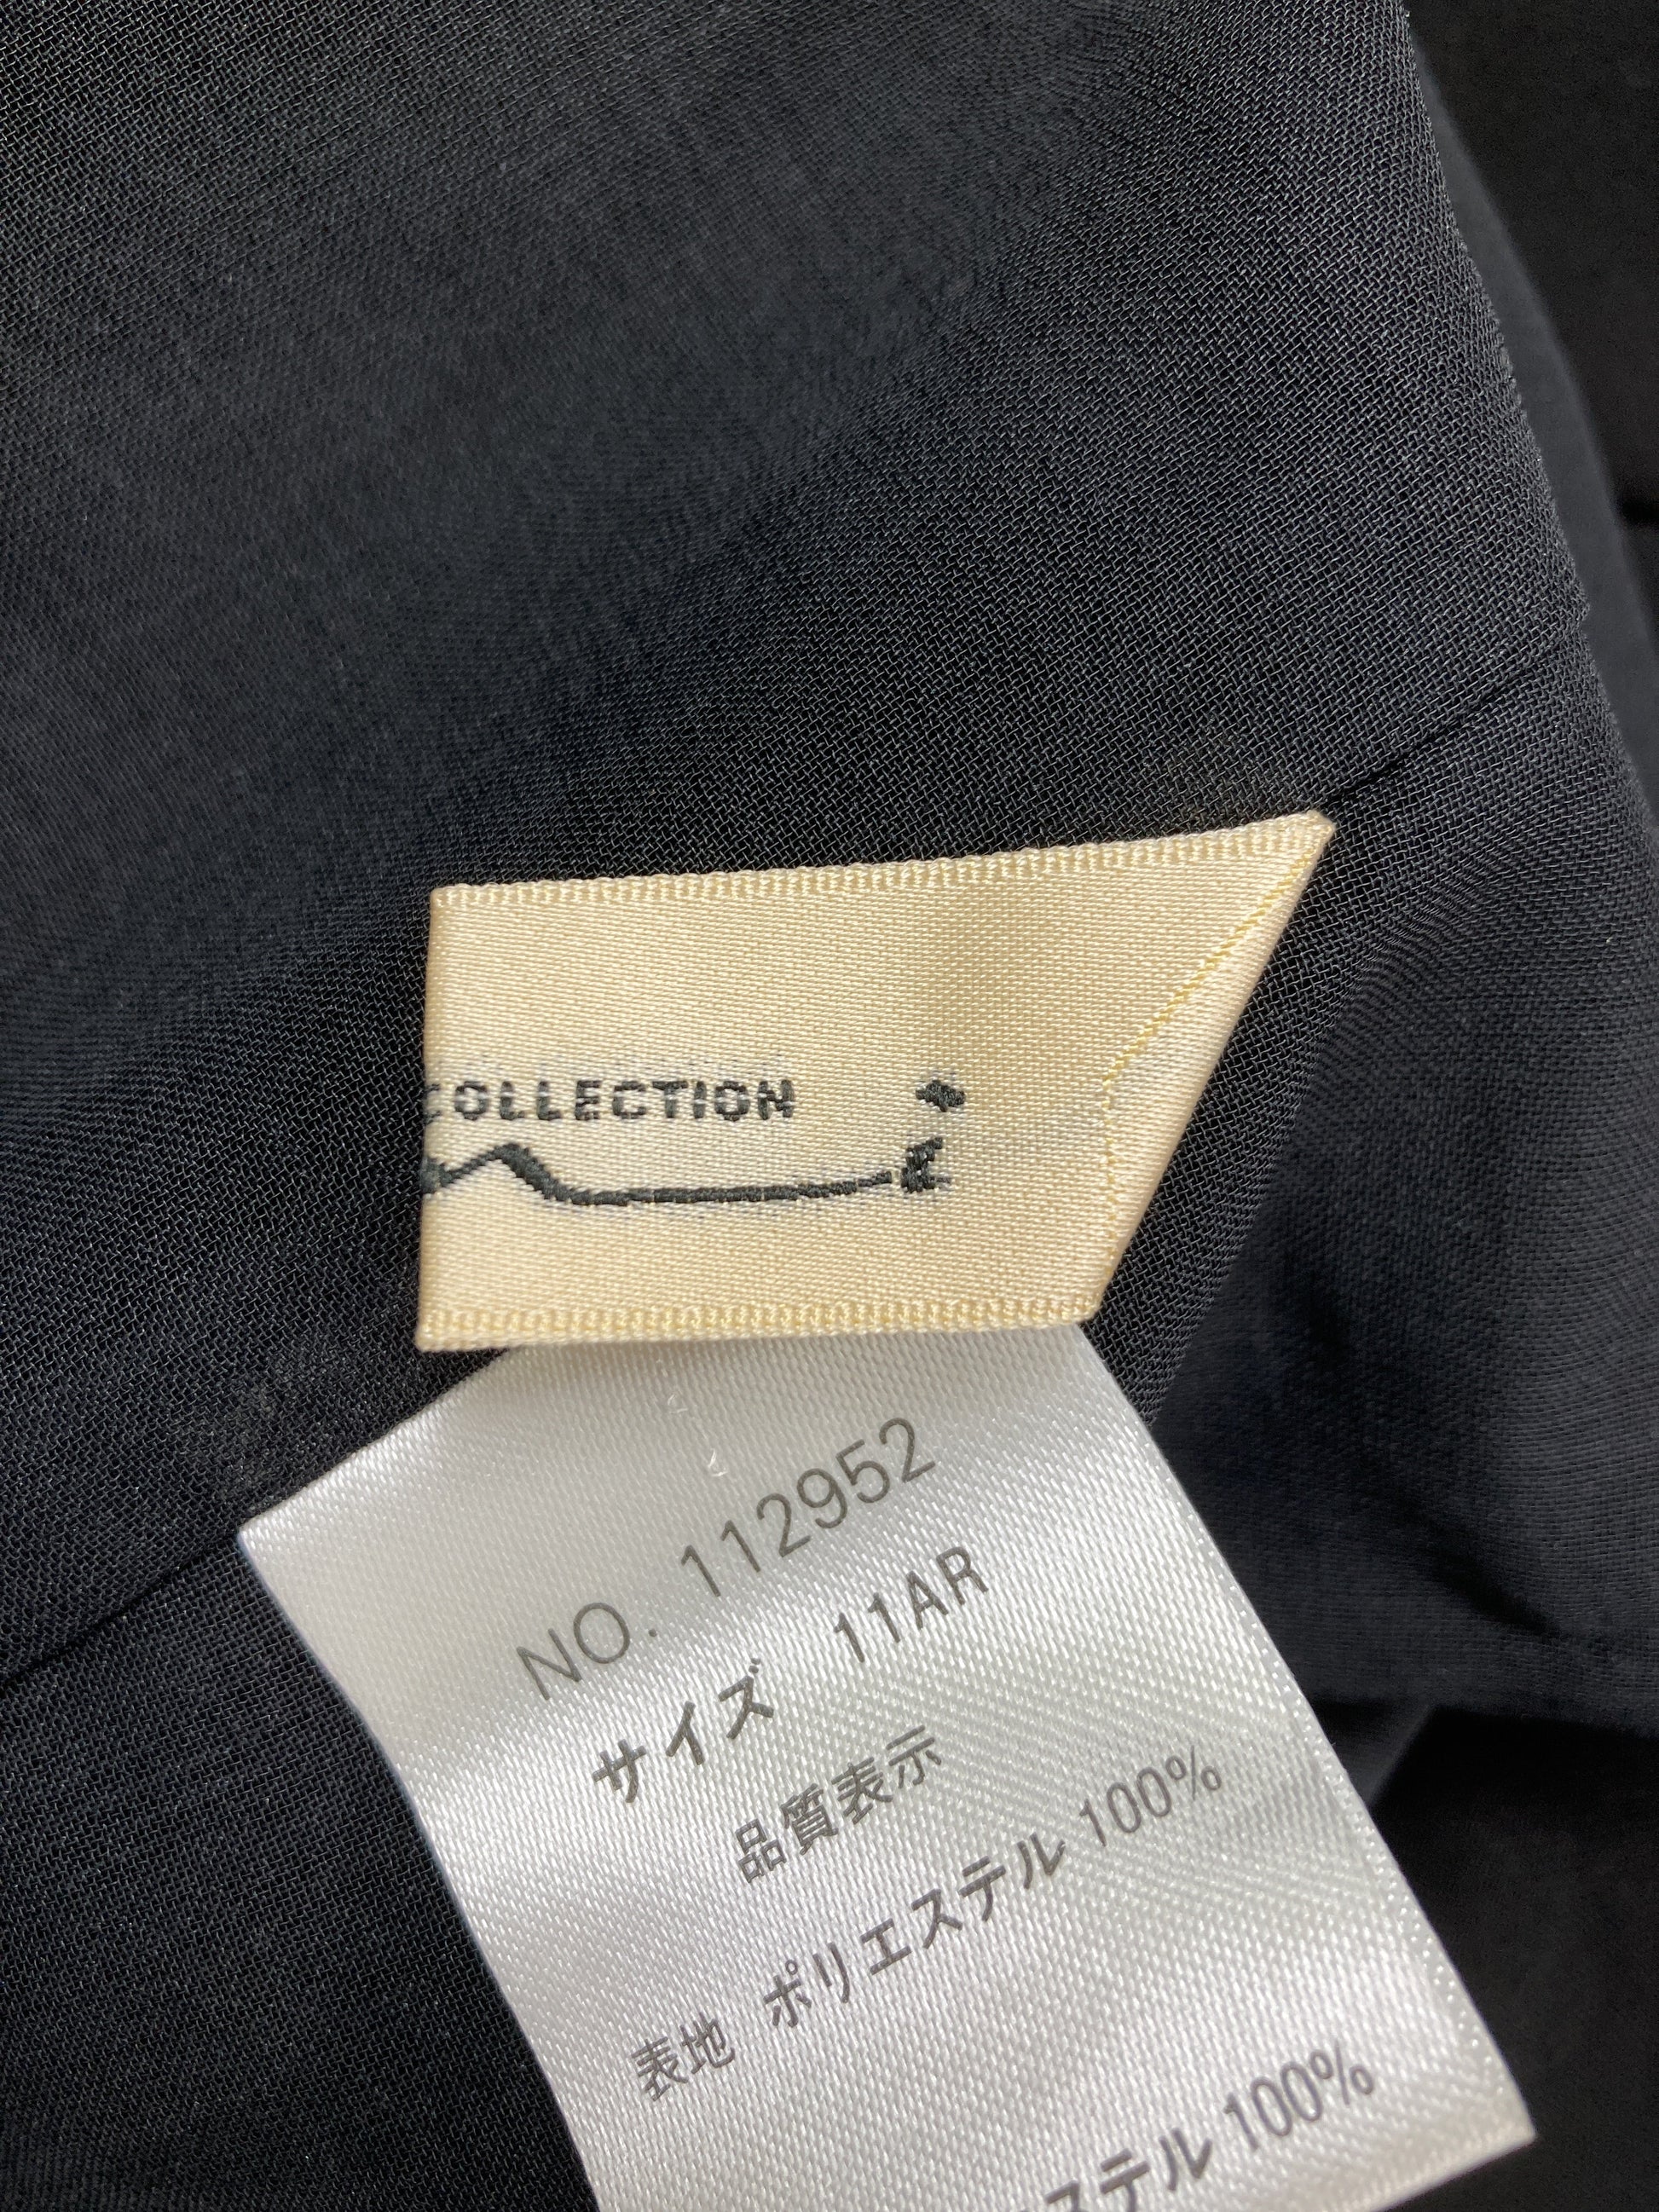 COLLECTION
NO. 112952
サイズ 11AR
品質表示
表地 ポリエステル 100%
ステル 100%